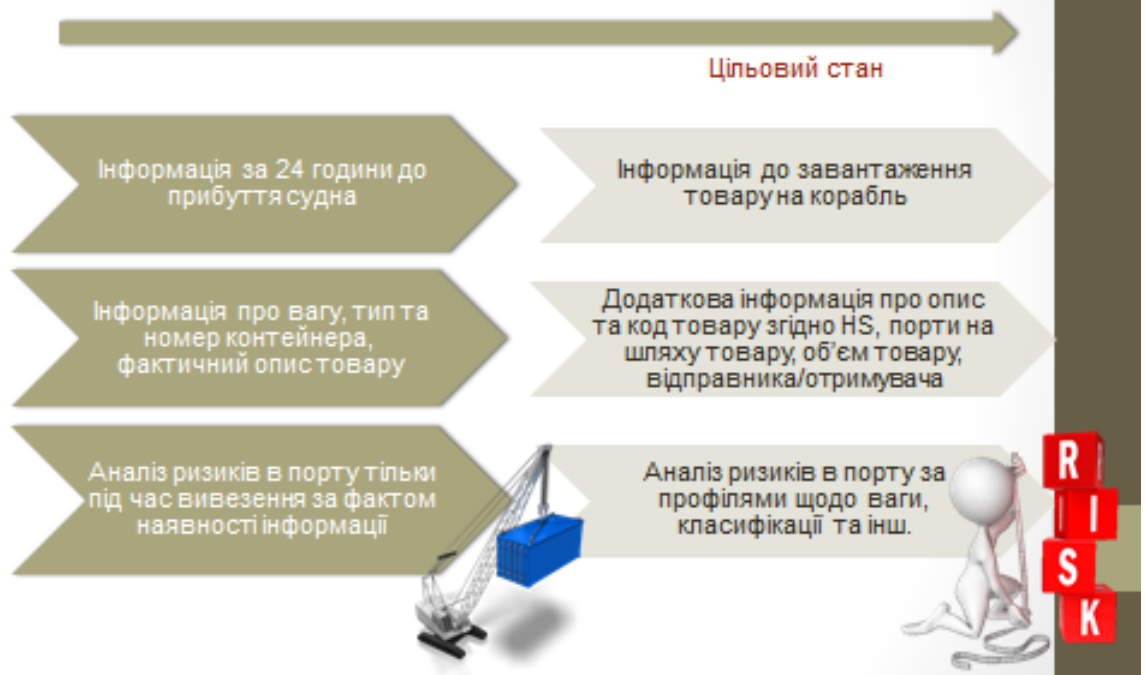 Цільовий стан
Інформація за 24 години до
прибуття судна
Інформація до завантаження
товару на корабль
Інформація про вагу, тип та
номер контейнера,
фактичний опис товару
Додаткова інформація про опис
та код товару згідно HS, порти на
шляху товару, об’єм товару,
відправника/отримувача
Аналіз ризиків в порту тільки
під час вивезення за фактом
наявності інформації
Аналіз ризиків в порту за
профілями щодо ваги,
класифікації та інш.
R
I
S
K